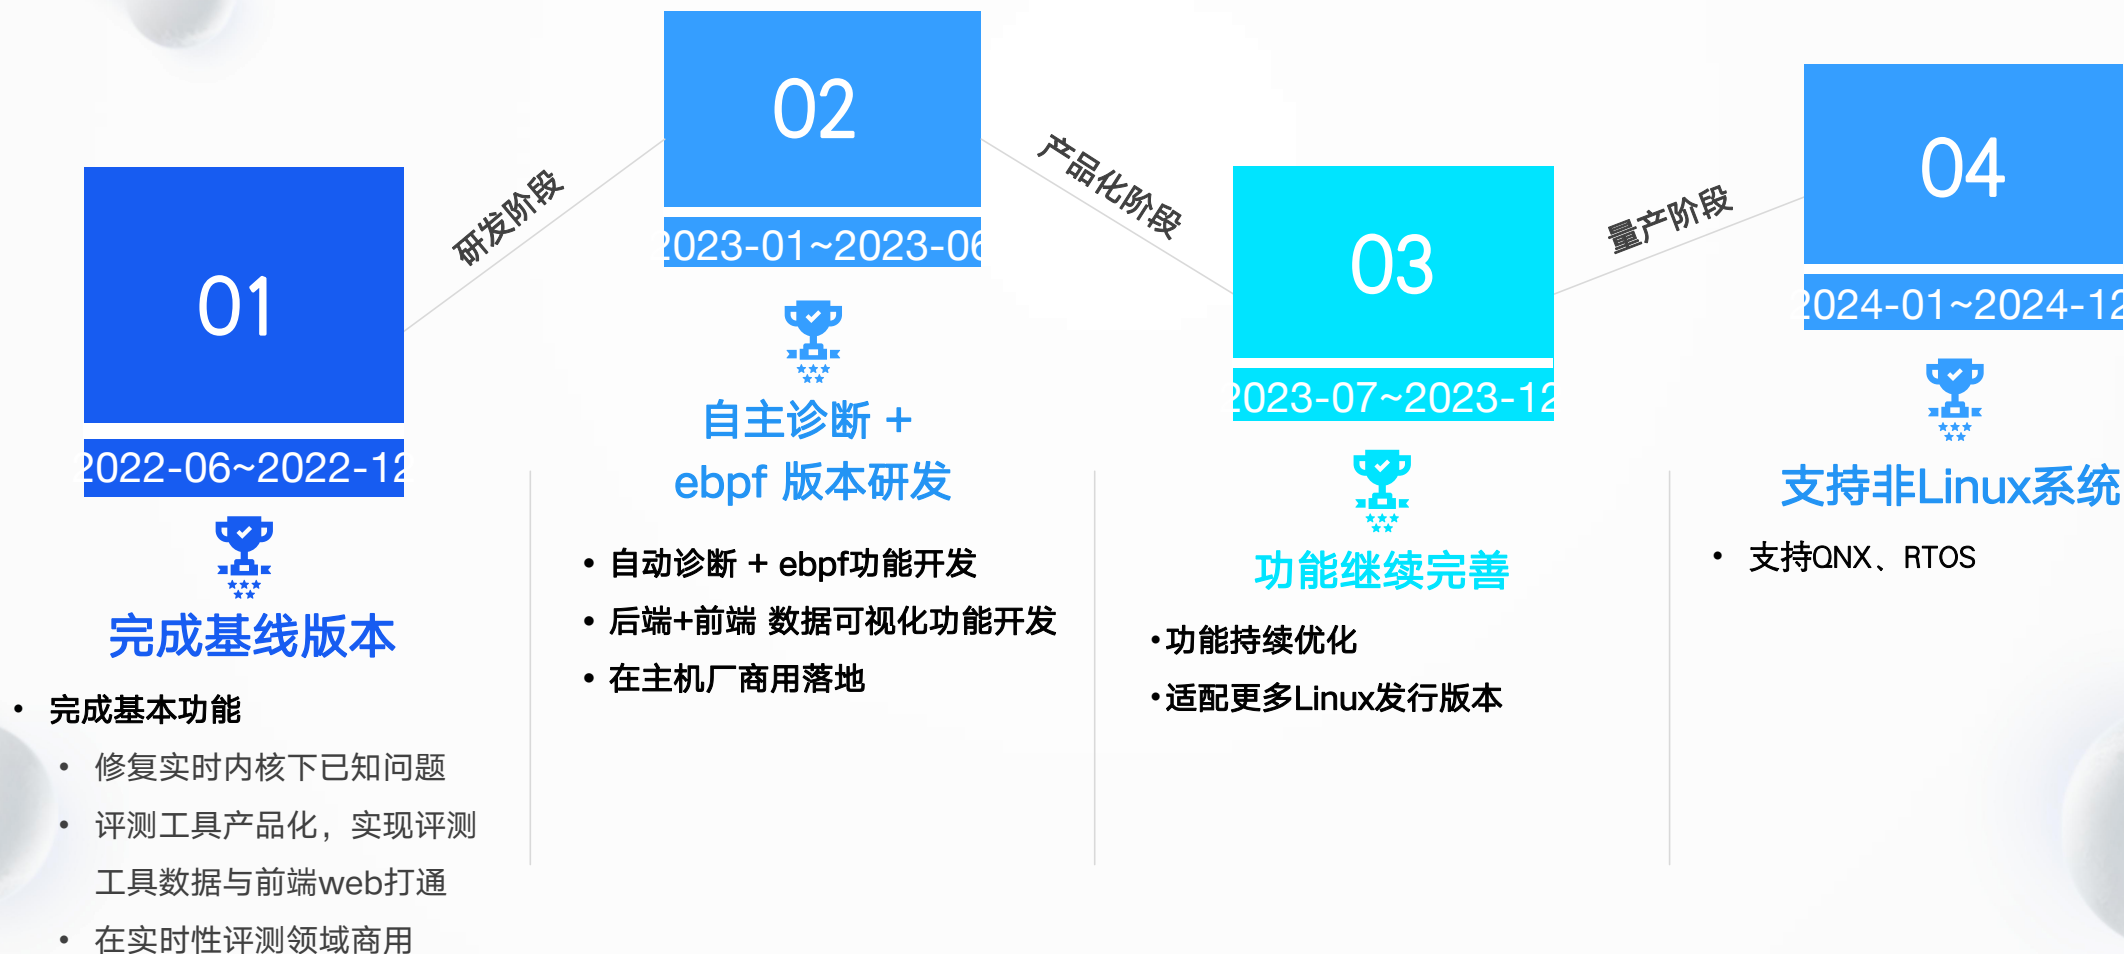 01
2022-06~2022-12
完成基线版本
• 完成基本功能
• 修复实时内核下已知问题
• 评测工具产品化，实现评测
工具数据与前端web打通
• 在实时性评测领域商用
研发阶段
02
2023-01~2023-06
自主诊断 +
ebpf 版本研发
• 自动诊断 + ebpf功能开发
• 后端+前端 数据可视化功能开发
• 在主机厂商用落地
产品化阶段
03
2023-07~2023-12
功能继续完善
•功能持续优化
•适配更多Linux发行版本
量产阶段
04
2024-01~2024-12
支持非Linux系统
• 支持QNX、RTOS